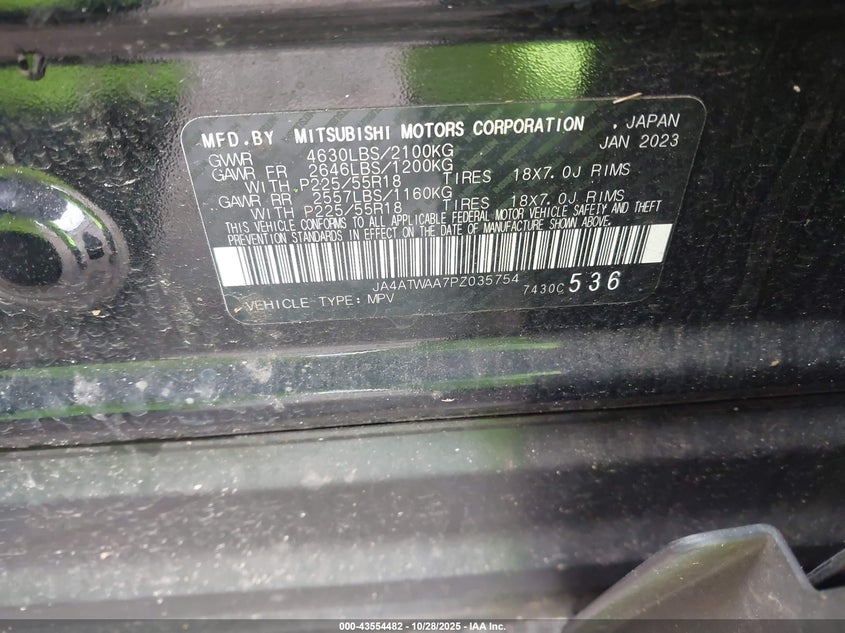 MFD.BY MITSUBISHI MOTORS CORPORATION , JAPAN
GVWR 4630LBS/2100KG JAN 2023
GAWR FR 2646LBS/1200KG
WITH P225/55R18 TIRES 18X7.0J RIMS
GAWR RR 2557LBS/1160KG
WITH P225/55R18 TIRES 18X7.0J RIMS
THIS VEHICLE CONFORMS TO ALL APPLICABLE FEDERAL MOTOR VEHICLE SAFETY AND THEFT
PREVENTION STANDARDS IN EFFECT ON THE DATE OF MANUFACTURE SHOWN ABOVE.
JA4ATWAA7PZ035754
VEHICLE TYPE: MPV 7430C 536
000-43554482 - 10/28/2025 - IAA Inc.